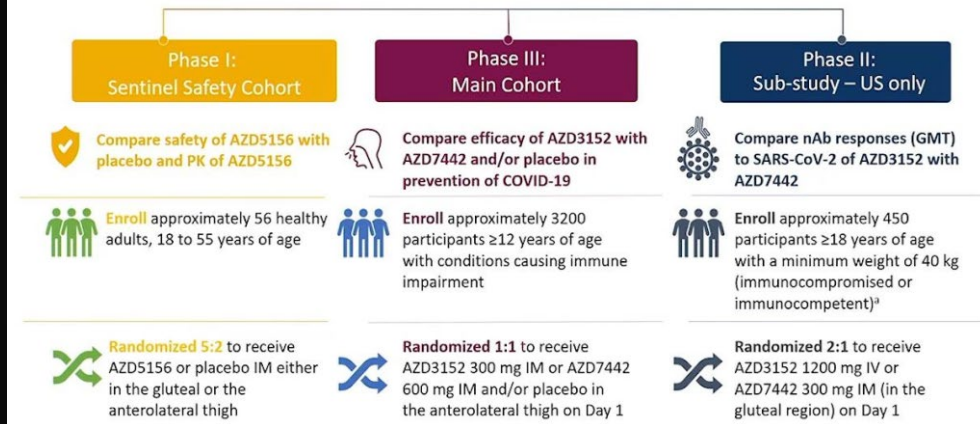 Phase I:
Sentinel Safety Cohort
Compare safety of AZD5156 with
placebo and PK of AZD5156
Enroll approximately 56 healthy
adults, 18 to 55 years of age
Randomized 5:2 to receive
AZD5156 or placebo IM either
in the gluteal or the
anterolateral thigh
Phase III:
Main Cohort
Compare efficacy of AZD3152 with
AZD7442 and/or placebo in
prevention of COVID-19
Enroll approximately 3200
participants ≥12 years of age
with conditions causing immune
impairment
Randomized 1:1 to receive
AZD3152 300 mg IM or AZD7442
600 mg IM and/or placebo in
the anterolateral thigh on Day 1
Phase II:
Sub-study – US only
Compare nAb responses (GMT)
to SARS-CoV-2 of AZD3152 with
AZD7442
Enroll approximately 450
participants ≥18 years of age
with a minimum weight of 40 kg
(immunocompromised or
immunocompetent)ª
Randomized 2:1 to receive
AZD3152 1200 mg IV or
AZD7442 300 mg IM (in the
gluteal region) on Day 1